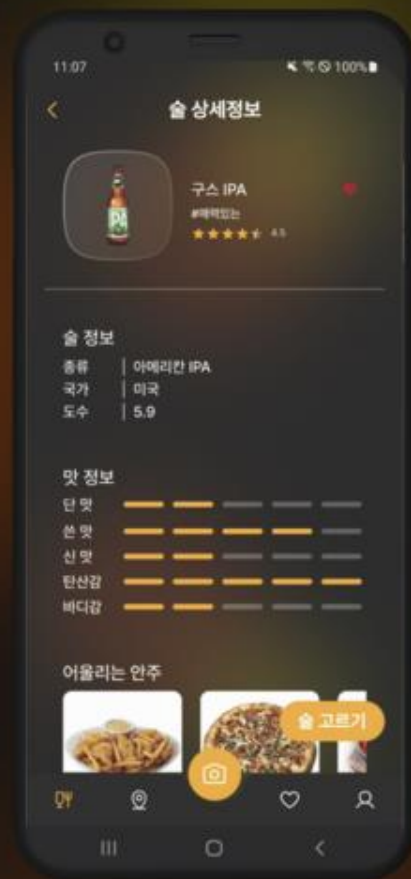 11:07
100%
술 상세정보
구스 IPA
#매력있는
4.5
술 정보
종류 아메리칸 IPA
국가 미국
도수 5.9
맛 정보
단 맛
쓴 맛
신 맛
탄산감
바디감
어울리는 안주
술 고르기